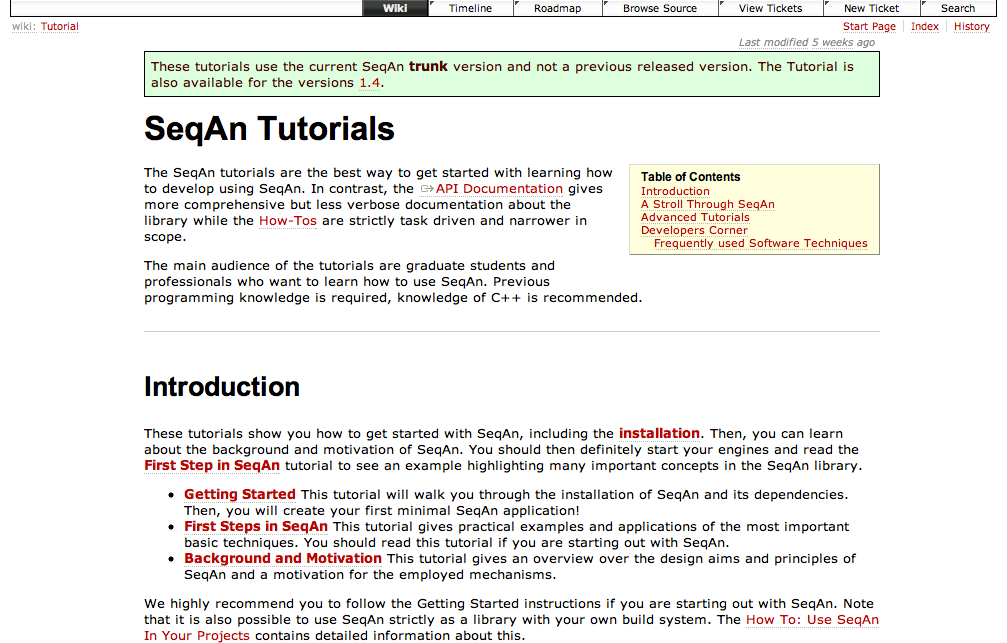 Wiki Timeline Roadmap Browse Source View Tickets New Ticket Search
wiki: Tutorial Start Page Index History
Last modified 5 weeks ago
These tutorials use the current SeqAn trunk version and not a previous released version. The Tutorial is
also available for the versions 1.4.
SeqAn Tutorials
The SeqAn tutorials are the best way to get started with learning how
to develop using SeqAn. In contrast, the API Documentation gives
more comprehensive but less verbose documentation about the
library while the How-Tos are strictly task driven and narrower in
scope.
The main audience of the tutorials are graduate students and
professionals who want to learn how to use SeqAn. Previous
programming knowledge is required, knowledge of C++ is recommended.
Table of Contents
Introduction
A Stroll Through SeqAn
Advanced Tutorials
Developers Corner
Frequently used Software Techniques
Introduction
These tutorials show you how to get started with SeqAn, including the installation. Then, you can learn
about the background and motivation of SeqAn. You should then definitely start your engines and read the
First Step in SeqAn tutorial to see an example highlighting many important concepts in the SeqAn library.
• Getting Started This tutorial will walk you through the installation of SeqAn and its dependencies.
Then, you will create your first minimal SeqAn application!
• First Steps in SeqAn This tutorial gives practical examples and applications of the most important
basic techniques. You should read this tutorial if you are starting out with SeqAn.
• Background and Motivation This tutorial gives an overview over the design aims and principles of
SeqAn and a motivation for the employed mechanisms.
We highly recommend you to follow the Getting Started instructions if you are starting out with SeqAn. Note
that it is also possible to use SeqAn strictly as a library with your own build system. The How To: Use SeqAn
In Your Projects contains detailed information about this.